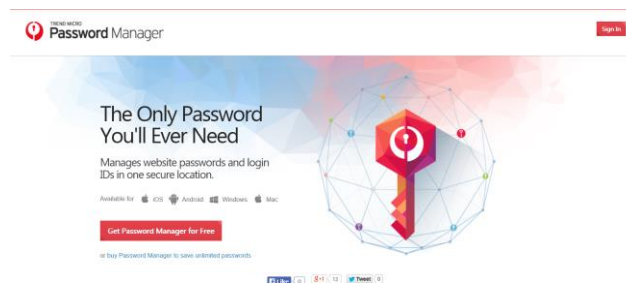 TREND MICRO
Password Manager
Sign In
The Only Password
You'll Ever Need
Manages website passwords and login
IDs in one secure location.
Available for iOS Android Windows Mac
Get Password Manager for Free
or buy Password Manager to save unlimited passwords
Like 0 g+1 12 Tweet 0